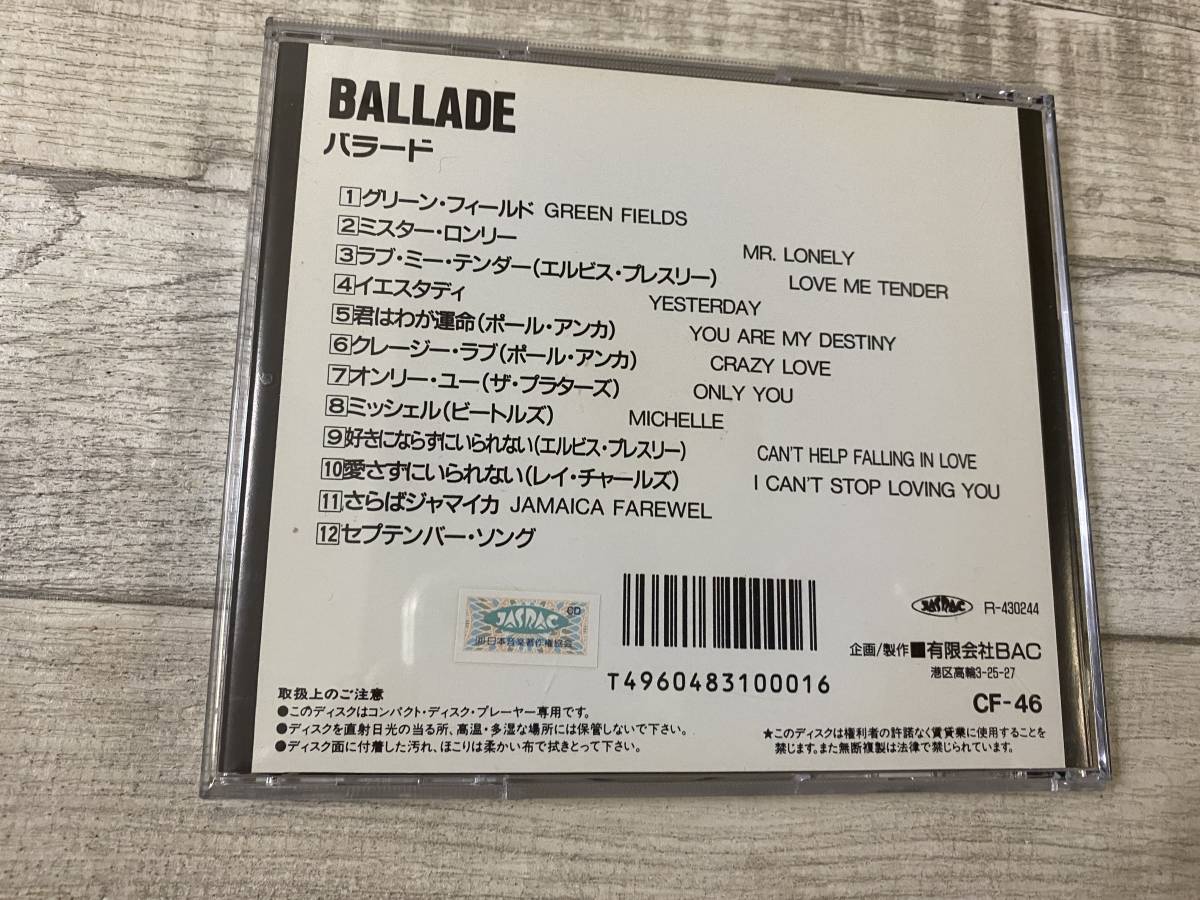 BALLADE
バラード
1 グリーン・フィールド GREEN FIELDS
2 ミスター・ロンリー MR. LONELY
3 ラブ・ミー・テンダー(エルビス・プレスリー) LOVE ME TENDER
4 イエスタディ YESTERDAY
5 君はわが運命(ポール・アンカ) YOU ARE MY DESTINY
6 クレージー・ラブ(ポール・アンカ) CRAZY LOVE
7 オンリー・ユー(ザ・プラターズ) ONLY YOU
8 ミッシェル(ビートルズ) MICHELLE
9 好きにならずにいられない(エルビス・プレスリー) CAN'T HELP FALLING IN LOVE
10 愛さずにいられない(レイ・チャールズ) I CAN'T STOP LOVING YOU
11 さらばジャマイカ JAMAICA FAREWEL
12 セプテンバー・ソング
CD
JASRAC
日本音楽著作権協会
T4960483100016
JASRAC R-430244
企画/製作■有限会社BAC
港区高輪3-25-27
CF-46
取扱上のご注意
●このディスクはコンパクト・ディスク・プレーヤー専用です。
●ディスクを直射日光の当る所、高温・多湿な場所には保管しないで下さい。
●ディスク面に付着した汚れ、ほこりは柔かい布で拭きとって下さい。
★このディスクは権利者の許諾なく賃貸業に使用することを
禁じます。また無断複製は法律で禁じられています。